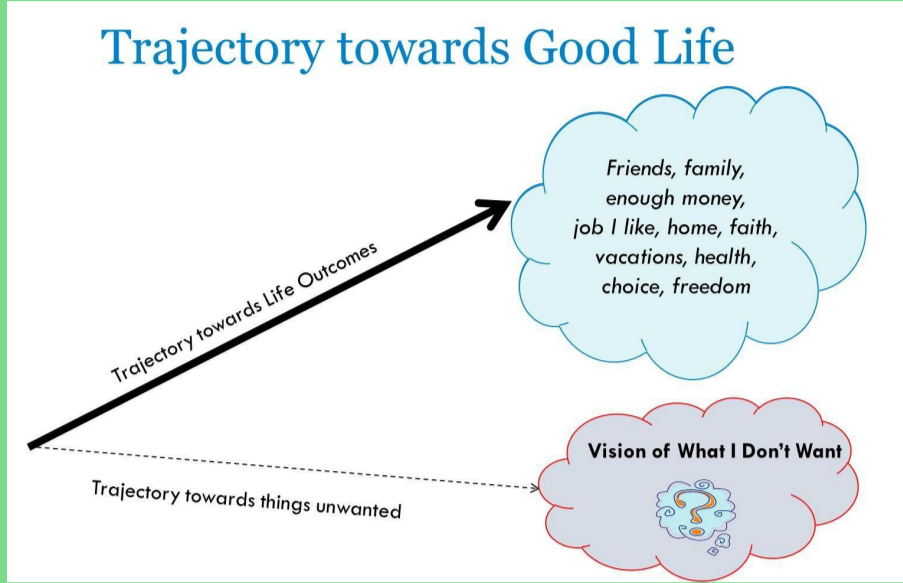 Trajectory towards Good Life
Friends, family,
enough money,
job I like, home, faith,
vacations, health,
choice, freedom
Trajectory towards Life Outcomes
Vision of What I Don't Want
?
Trajectory towards things unwanted